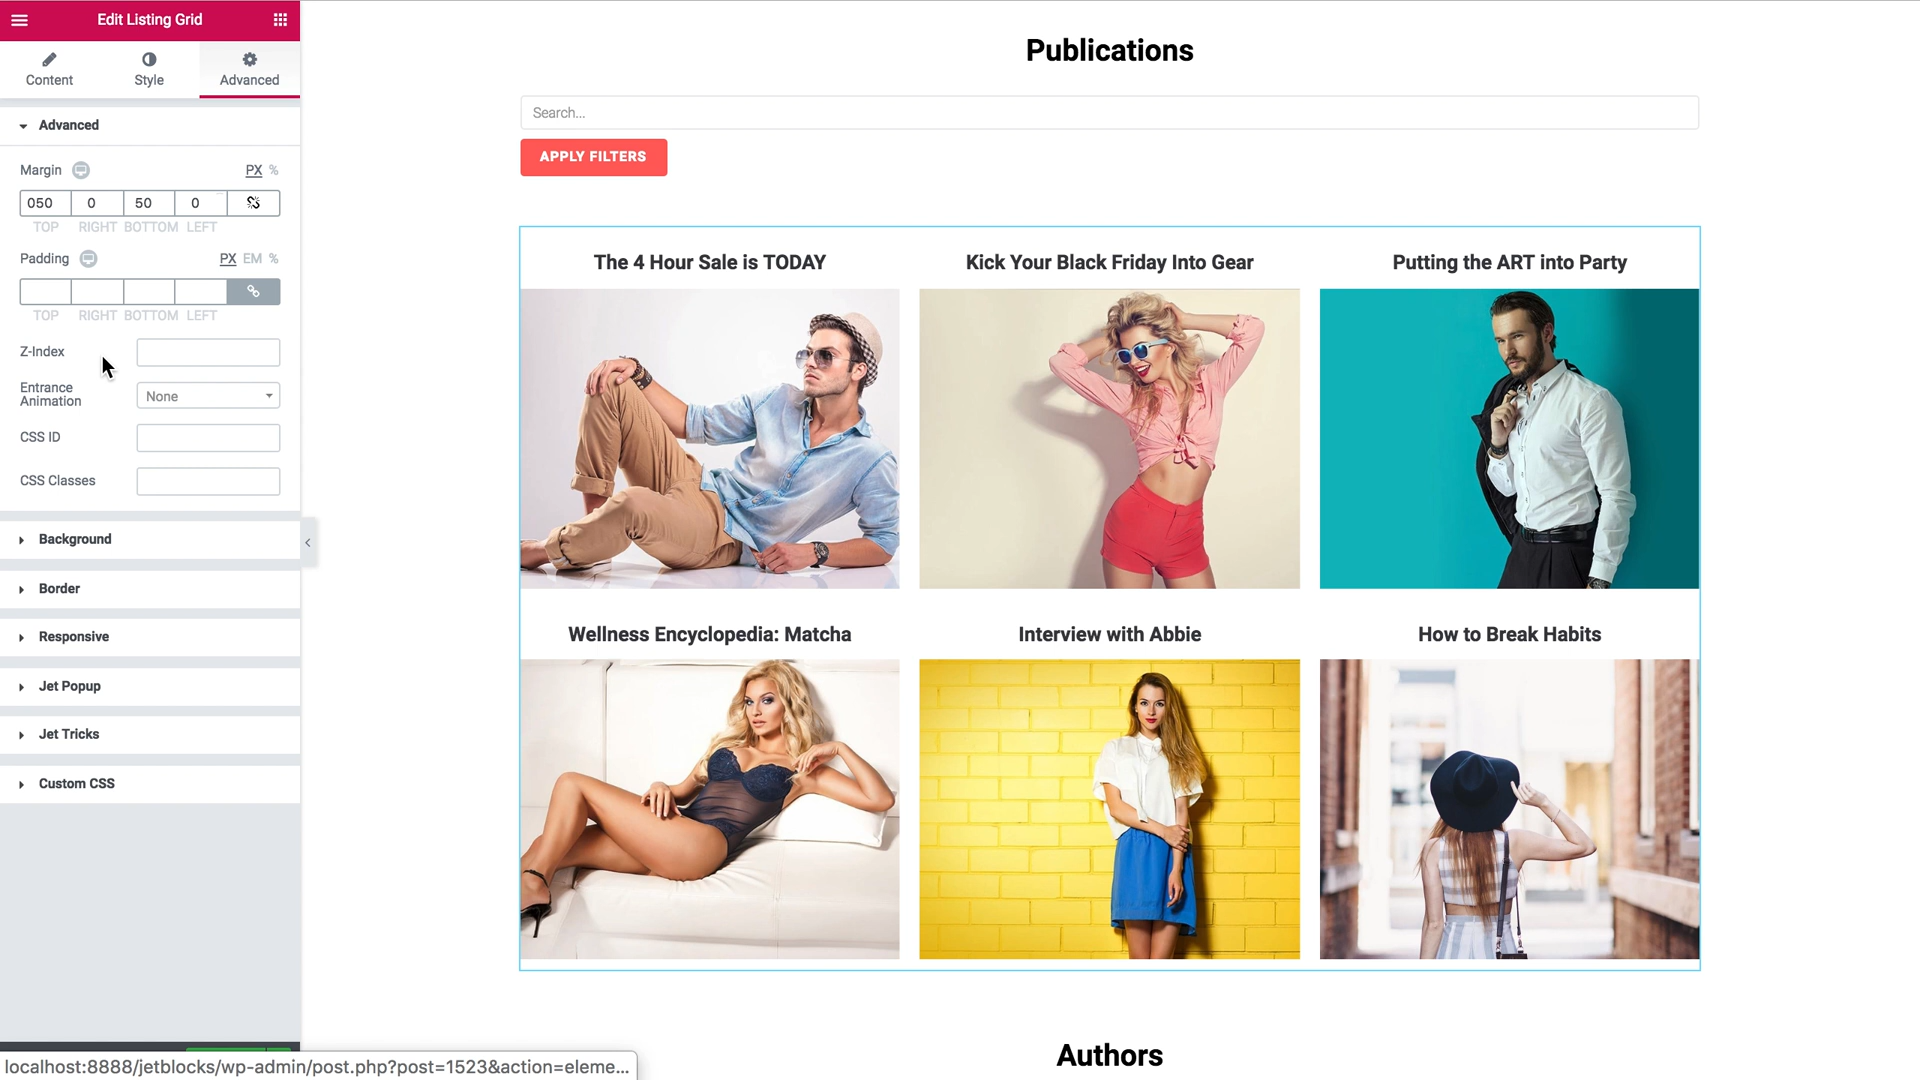 Edit Listing Grid
Content
Style
Advanced
Advanced
Margin
PX %
050 0 50 0
TOP RIGHT BOTTOM LEFT
Padding
PX EM %
TOP RIGHT BOTTOM LEFT
Z-Index
Entrance
Animation
None
CSS ID
CSS Classes
Background
Border
Responsive
Jet Popup
Jet Tricks
Custom CSS
localhost:8888/jetblocks/wp-admin/post.php?post=1523&action=eleme...
Publications
Search...
APPLY FILTERS
The 4 Hour Sale is TODAY
Kick Your Black Friday Into Gear
Putting the ART into Party
Wellness Encyclopedia: Matcha
Interview with Abbie
How to Break Habits
Authors